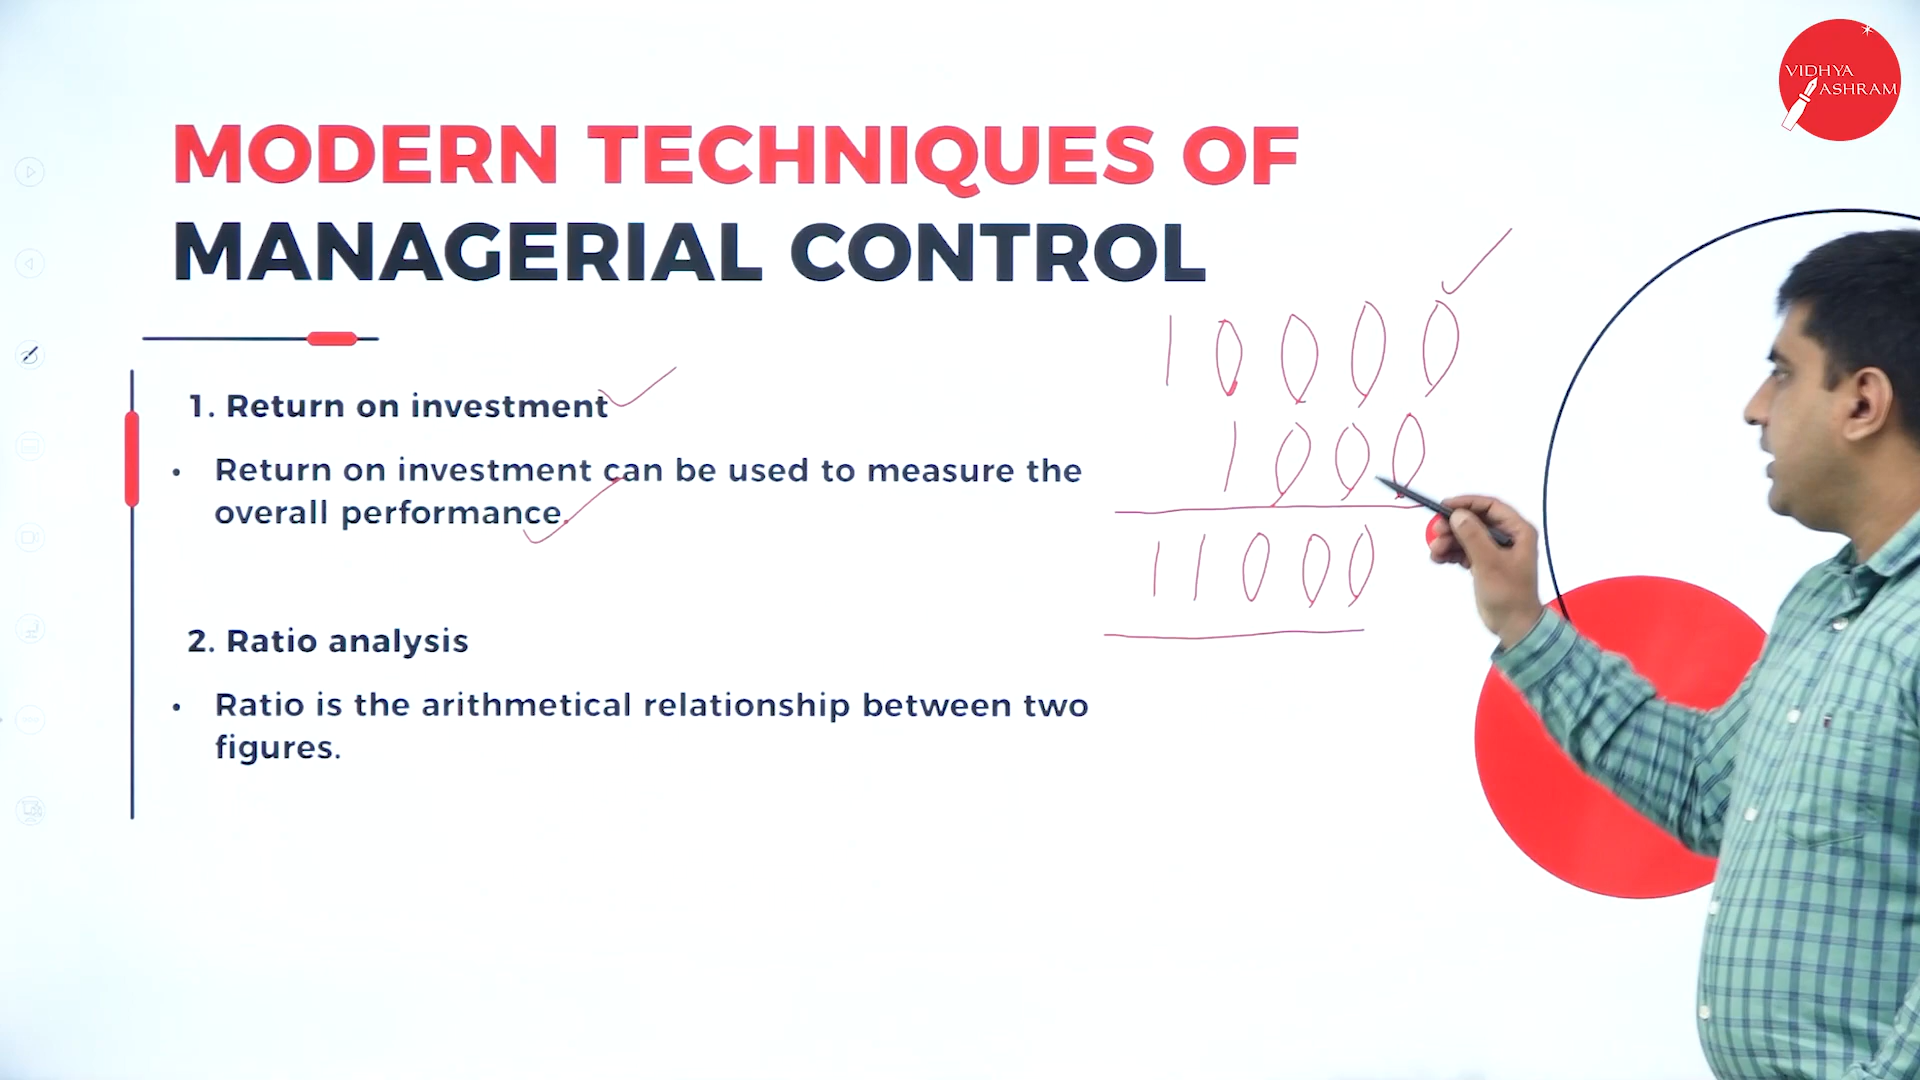 VIDHYA
ASHRAM
MODERN TECHNIQUES OF
MANAGERIAL CONTROL
1. Return on investment
• Return on investment can be used to measure the
overall performance.
2. Ratio analysis
• Ratio is the arithmetical relationship between two
figures.
10000
1000
11000